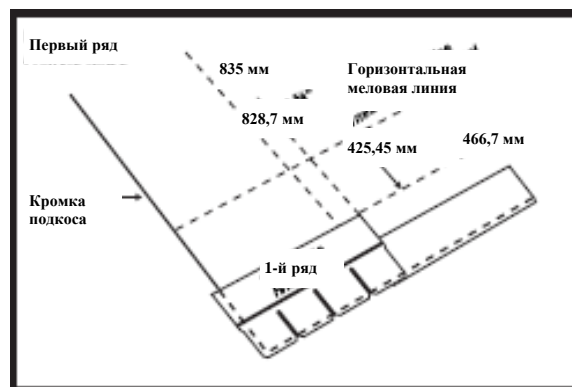 Первый ряд
835 мм
Горизонтальная
меловая линия
828,7 мм
425,45 мм
466,7 мм
Кромка
подкоса
1-й ряд